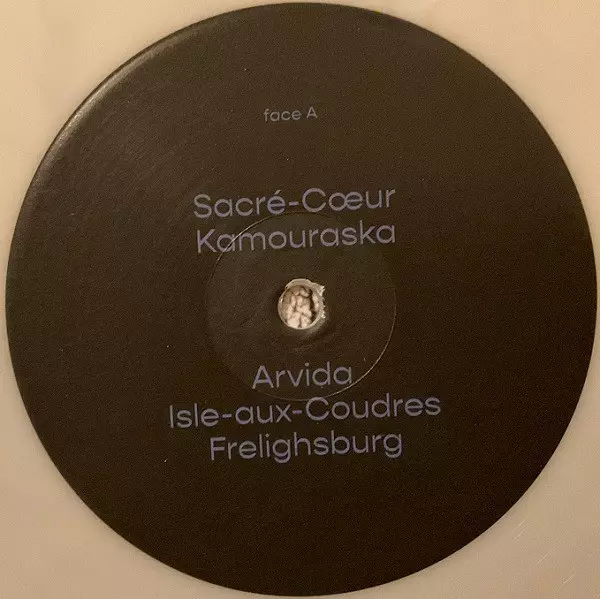 face A
Sacré-Cœur
Kamouraska
Arvida
Isle-aux-Coudres
Frelighsburg